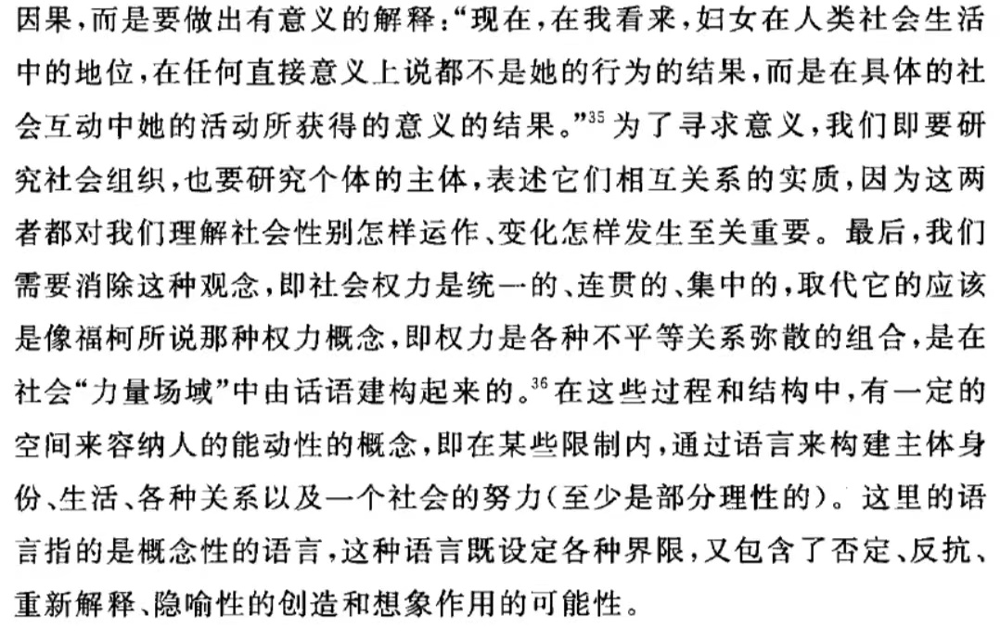 因果,而是要做出有意义的解释:“现在,在我看来,妇女在人类社会生活
中的地位,在任何直接意义上说都不是她的行为的结果,而是在具体的社
会互动中她的活动所获得的意义的结果。”35 为了寻求意义,我们即要研
究社会组织,也要研究个体的主体,表述它们相互关系的实质,因为这两
者都对我们理解社会性别怎样运作、变化怎样发生至关重要。最后,我们
需要消除这种观念,即社会权力是统一的、连贯的、集中的,取代它的应该
是像福柯所说那种权力概念,即权力是各种不平等关系弥散的组合,是在
社会“力量场域”中由话语建构起来的。36 在这些过程和结构中,有一定的
空间来容纳人的能动性的概念,即在某些限制内,通过语言来构建主体身
份、生活、各种关系以及一个社会的努力(至少是部分理性的)。这里的语
言指的是概念性的语言,这种语言既设定各种界限,又包含了否定、反抗、
重新解释、隐喻性的创造和想象作用的可能性。